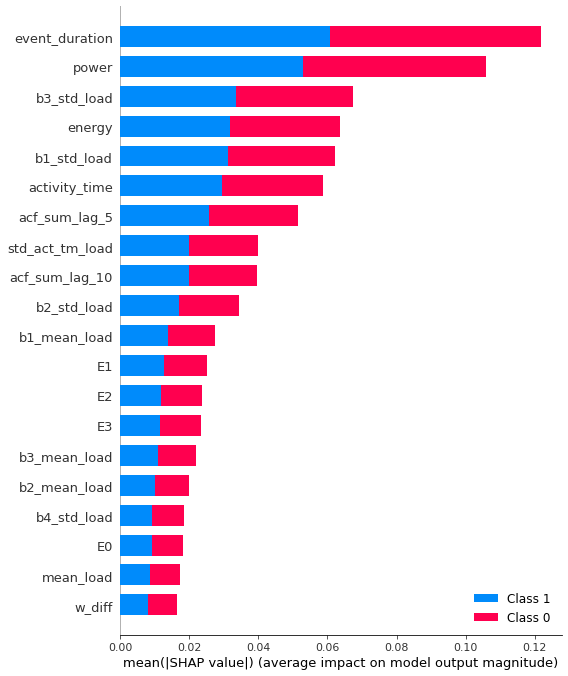 event_duration
power
b3_std_load
energy
b1_std_load
activity_time
acf_sum_lag_5
std_act_tm_load
acf_sum_lag_10
b2_std_load
b1_mean_load
E1
E2
E3
b3_mean_load
b2_mean_load
b4_std_load
E0
mean_load
w_diff
Class 1
Class 0
0.00 0.02 0.04 0.06 0.08 0.10 0.12
mean(|SHAP value|) (average impact on model output magnitude)